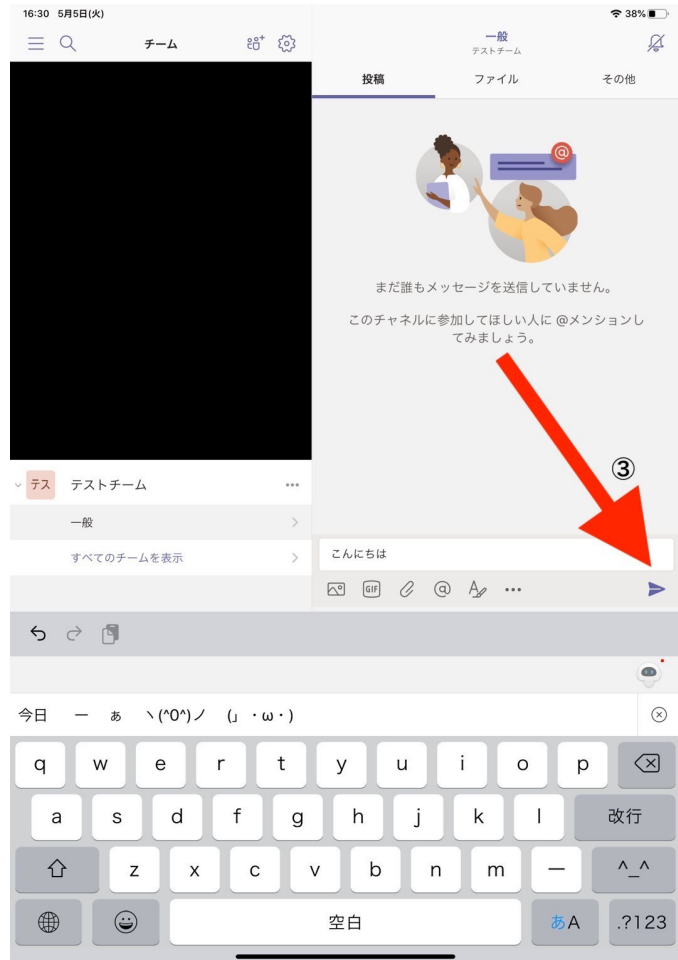 16:30 5月5日(火)
38%
チーム
一般
テストチーム
投稿
ファイル
その他
まだ誰もメッセージを送信していません。
このチャネルに参加してほしい人に @メンションし
てみましょう。
③
テス テストチーム
一般
すべてのチームを表示
こんにちは
GIF
今日 ー ぁ ヽ(^0^)ノ (」・ω・)
q w e r t y u i o p
a s d f g h j k l 改行
z x c v b n m ー ^_^
空白 あA .?123